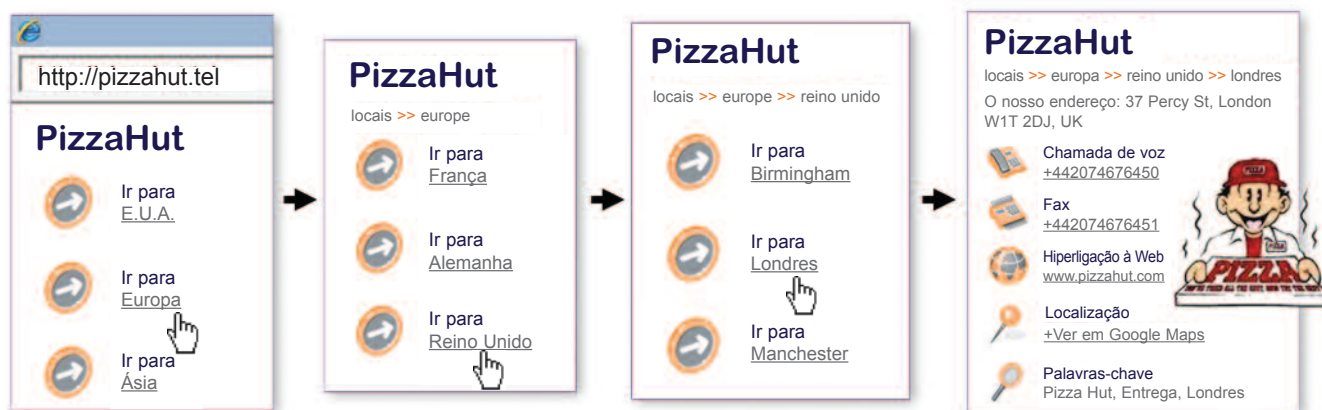 http://pizzahut.tel
PizzaHut
Ir para
E.U.A.
Ir para
Europa
Ir para
Ásia
PizzaHut
locais >> europe
Ir para
França
Ir para
Alemanha
Ir para
Reino Unido
PizzaHut
locais >> europe >> reino unido
Ir para
Birmingham
Ir para
Londres
Ir para
Manchester
PizzaHut
locais >> europa >> reino unido >> londres
O nosso endereço: 37 Percy St, London
W1T 2DJ, UK
Chamada de voz
+442074676450
Fax
+442074676451
Hiperligação à Web
www.pizzahut.com
Localização
+Ver em Google Maps
Palavras-chave
Pizza Hut, Entrega, Londres
PIZZA
PIZZA